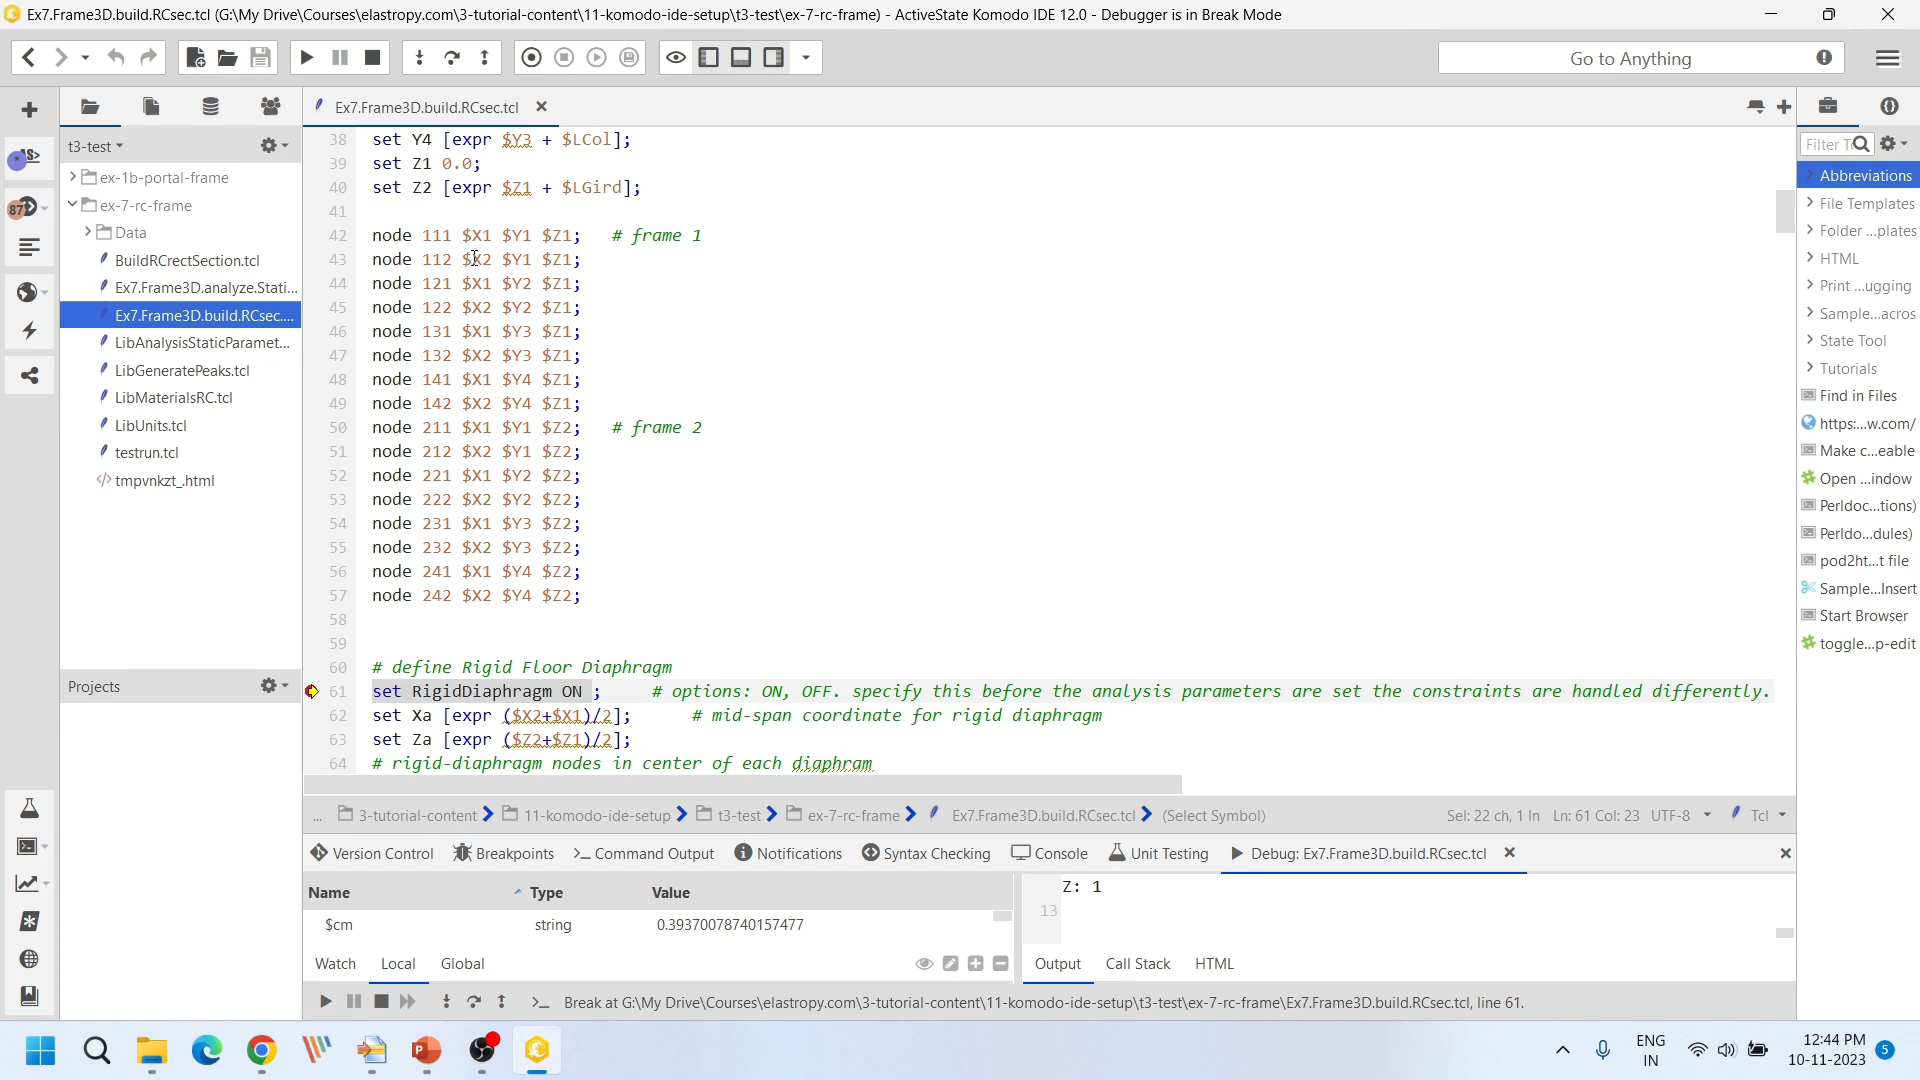 Ex7.Frame3D.build.RCsec.tcl (G:\My Drive\Courses\elastropy.com\3-tutorial-content\11-komodo-ide-setup\t3-test\ex-7-rc-frame) - ActiveState Komodo IDE 12.0 - Debugger is in Break Mode
Go to Anything
Ex7.Frame3D.build.RCsec.tcl
t3-test
ex-1b-portal-frame
ex-7-rc-frame
Data
BuildRCrectSection.tcl
Ex7.Frame3D.analyze.Stati...
Ex7.Frame3D.build.RCsec....
LibAnalysisStaticParamet...
LibGeneratePeaks.tcl
LibMaterialsRC.tcl
LibUnits.tcl
testrun.tcl
tmpvnkzt_.html
Projects
87
38 set Y4 [expr $Y3 + $LCol];
39 set Z1 0.0;
40 set Z2 [expr $Z1 + $LGird];
41
42 node 111 $X1 $Y1 $Z1; # frame 1
43 node 112 $X2 $Y1 $Z1;
44 node 121 $X1 $Y2 $Z1;
45 node 122 $X2 $Y2 $Z1;
46 node 131 $X1 $Y3 $Z1;
47 node 132 $X2 $Y3 $Z1;
48 node 141 $X1 $Y4 $Z1;
49 node 142 $X2 $Y4 $Z1;
50 node 211 $X1 $Y1 $Z2; # frame 2
51 node 212 $X2 $Y1 $Z2;
52 node 221 $X1 $Y2 $Z2;
53 node 222 $X2 $Y2 $Z2;
54 node 231 $X1 $Y3 $Z2;
55 node 232 $X2 $Y3 $Z2;
56 node 241 $X1 $Y4 $Z2;
57 node 242 $X2 $Y4 $Z2;
58
59
60 # define Rigid Floor Diaphragm
61 set RigidDiaphragm ON ; # options: ON, OFF. specify this before the analysis parameters are set the constraints are handled differently.
62 set Xa [expr ($X2+$X1)/2]; # mid-span coordinate for rigid diaphragm
63 set Za [expr ($Z2+$Z1)/2];
64 # rigid-diaphragm nodes in center of each diaphram
Filter T
Abbreviations
File Templates
Folder ...plates
HTML
Print ...ugging
Sample...acros
State Tool
Tutorials
Find in Files
https:...w.com/
Make c...eable
Open ...indow
Perldoc...tions)
Perldo...dules)
pod2ht...t file
Sample...Insert
Start Browser
toggle...p-edit
... 3-tutorial-content 11-komodo-ide-setup t3-test ex-7-rc-frame Ex7.Frame3D.build.RCsec.tcl (Select Symbol) Sel: 22 ch, 1 ln Ln: 61 Col: 23 UTF-8 Tcl
Version Control Breakpoints Command Output Notifications Syntax Checking Console Unit Testing Debug: Ex7.Frame3D.build.RCsec.tcl
Name Type Value
$cm string 0.39370078740157477
Watch Local Global
Z: 1
13
Output Call Stack HTML
Break at G:\My Drive\Courses\elastropy.com\3-tutorial-content\11-komodo-ide-setup\t3-test\ex-7-rc-frame\Ex7.Frame3D.build.RCsec.tcl, line 61.
ENG
IN
12:44 PM
10-11-2023
5